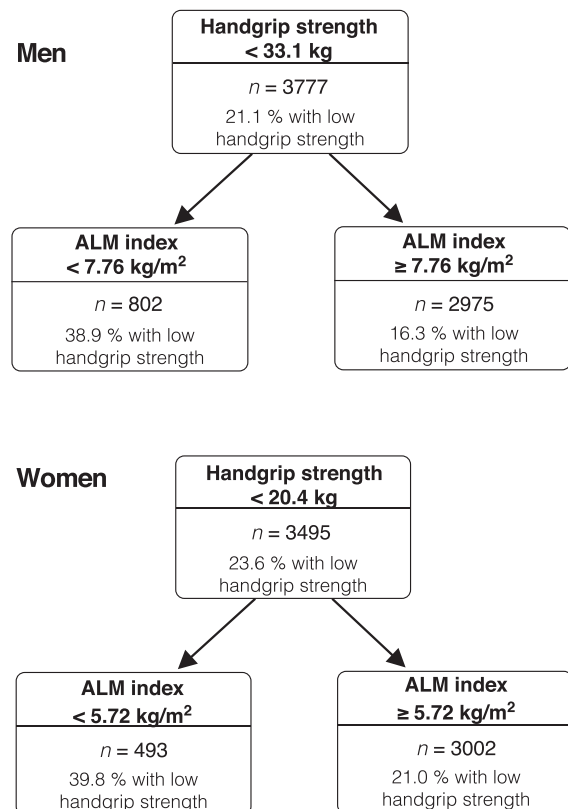 Men
Handgrip strength
< 33.1 kg
n = 3777
21.1 % with low
handgrip strength
ALM index
< 7.76 kg/m²
n = 802
38.9 % with low
handgrip strength
ALM index
≥ 7.76 kg/m²
n = 2975
16.3 % with low
handgrip strength
Women
Handgrip strength
< 20.4 kg
n = 3495
23.6 % with low
handgrip strength
ALM index
< 5.72 kg/m²
n = 493
39.8 % with low
handgrip strength
ALM index
≥ 5.72 kg/m²
n = 3002
21.0 % with low
handgrip strength